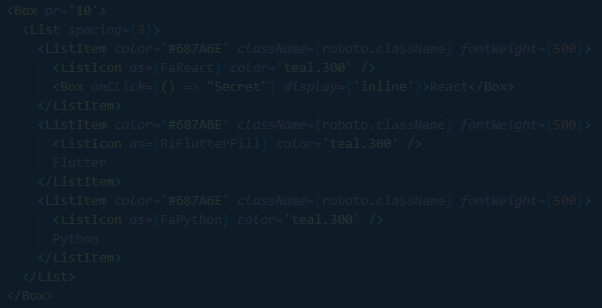 <Box pr='10'>
<List spacing={3}>
<ListItem color='#687A6E' className={roboto.className} fontWeight={500}>
<ListIcon as={FaReact} color='teal.300' />
<Box onClick={() => "Secret"} display={'inline'}>React</Box>
</ListItem>
<ListItem color='#687A6E' className={roboto.className} fontWeight={500}>
<ListIcon as={RiFlutterFill} color='teal.300' />
Flutter
</ListItem>
<ListItem color='#687A6E' className={roboto.className} fontWeight={500}>
<ListIcon as={FaPython} color='teal.300' />
Python
</ListItem>
</List>
</Box>